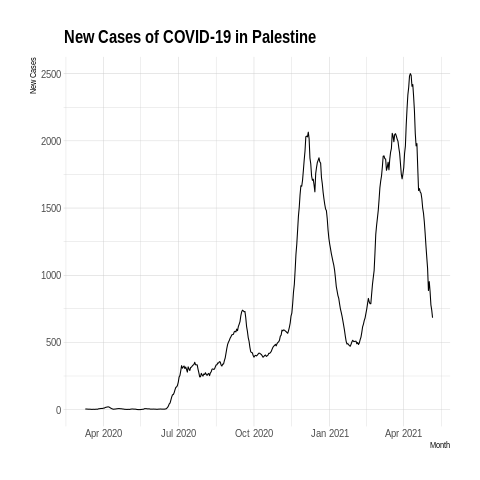 New Cases of COVID-19 in Palestine
New Cases
2500
2000
1500
1000
500
0
Apr 2020 Jul 2020 Oct 2020 Jan 2021 Apr 2021
Month